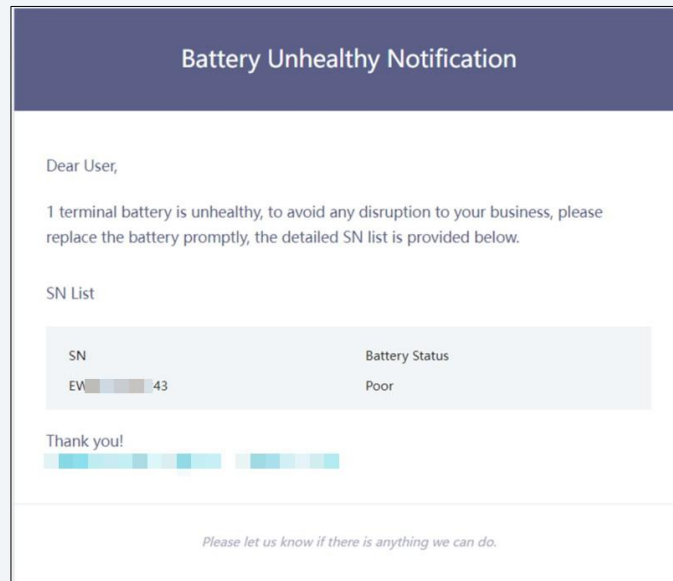 Battery Unhealthy Notification
Dear User,
1 terminal battery is unhealthy, to avoid any disruption to your business, please
replace the battery promptly, the detailed SN list is provided below.
SN List
SN Battery Status
EW 43 Poor
Thank you!
Please let us know if there is anything we can do.